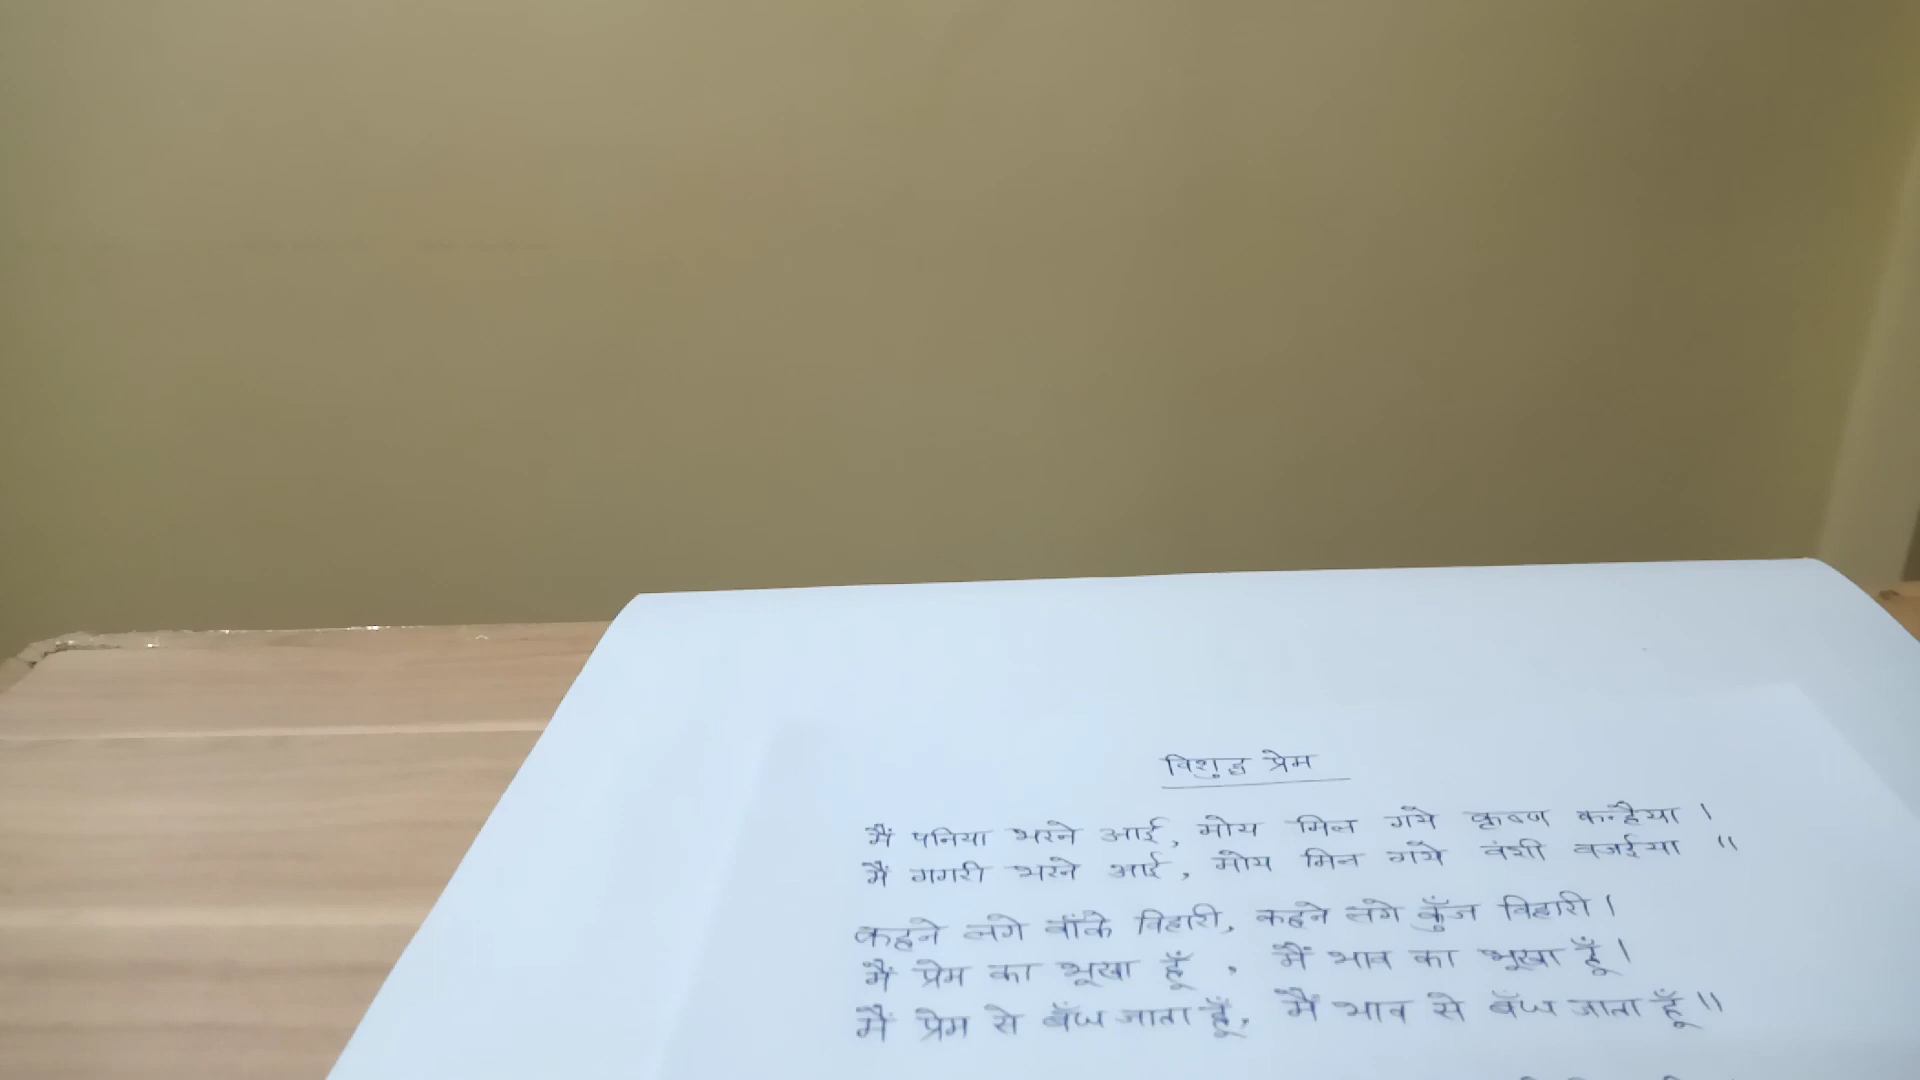 विशुद्ध प्रेम
मैं पनिया भरने आई, मोय मिल गये कृष्ण कन्हैया ।
मैं गगरी भरने आई, मोय मिल गये वंशी बजईया ॥
कहने लगे बाँके बिहारी, कहने लगे कुँज बिहारी ।
मैं प्रेम का भूखा हूँ , मैं भाव का भूखा हूँ ।
मैं प्रेम से बँध जाता हूँ, मैं भाव से बँध जाता हूँ ॥